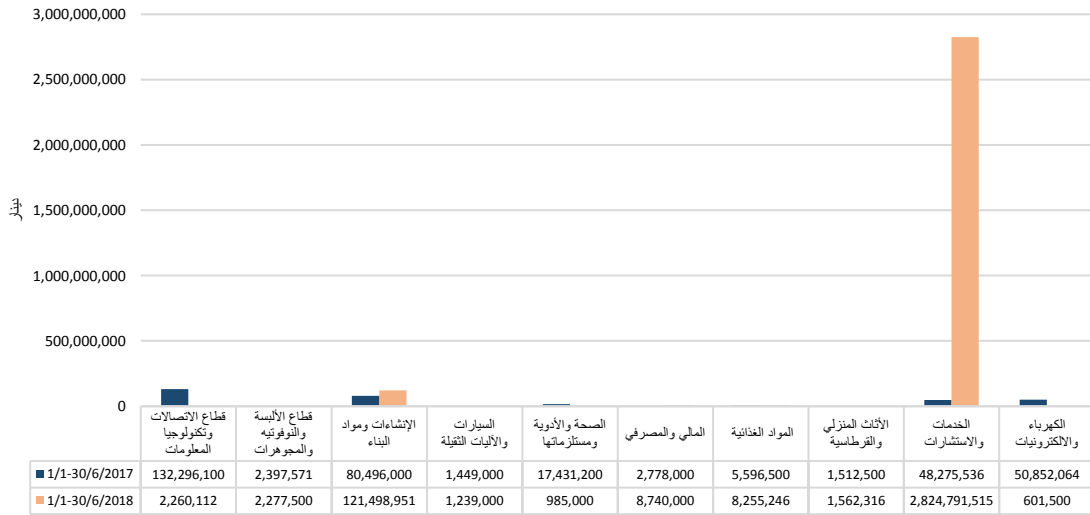 3,000,000,000
2,500,000,000
2,000,000,000
1,500,000,000
1,000,000,000
500,000,000
0
دينار
قطاع الاتصالات
وتكنولوجيا
المعلومات
قطاع الألبسة
والنوفوتيه
والمجوهرات
الإنشاءات ومواد
البناء
السيارات
والآليات الثقيلة
الصحة والأدوية
ومستلزماتها
المالي والمصرفي
المواد الغذائية
الأثاث المنزلي
والقرطاسية
الخدمات
والاستشارات
الكهرباء
والالكترونيات
1/1-30/6/2017 132,296,100 2,397,571 80,496,000 1,449,000 17,431,200 2,778,000 5,596,500 1,512,500 48,275,536 50,852,064
1/1-30/6/2018 2,260,112 2,277,500 121,498,951 1,239,000 985,000 8,740,000 8,255,246 1,562,316 2,824,791,515 601,500